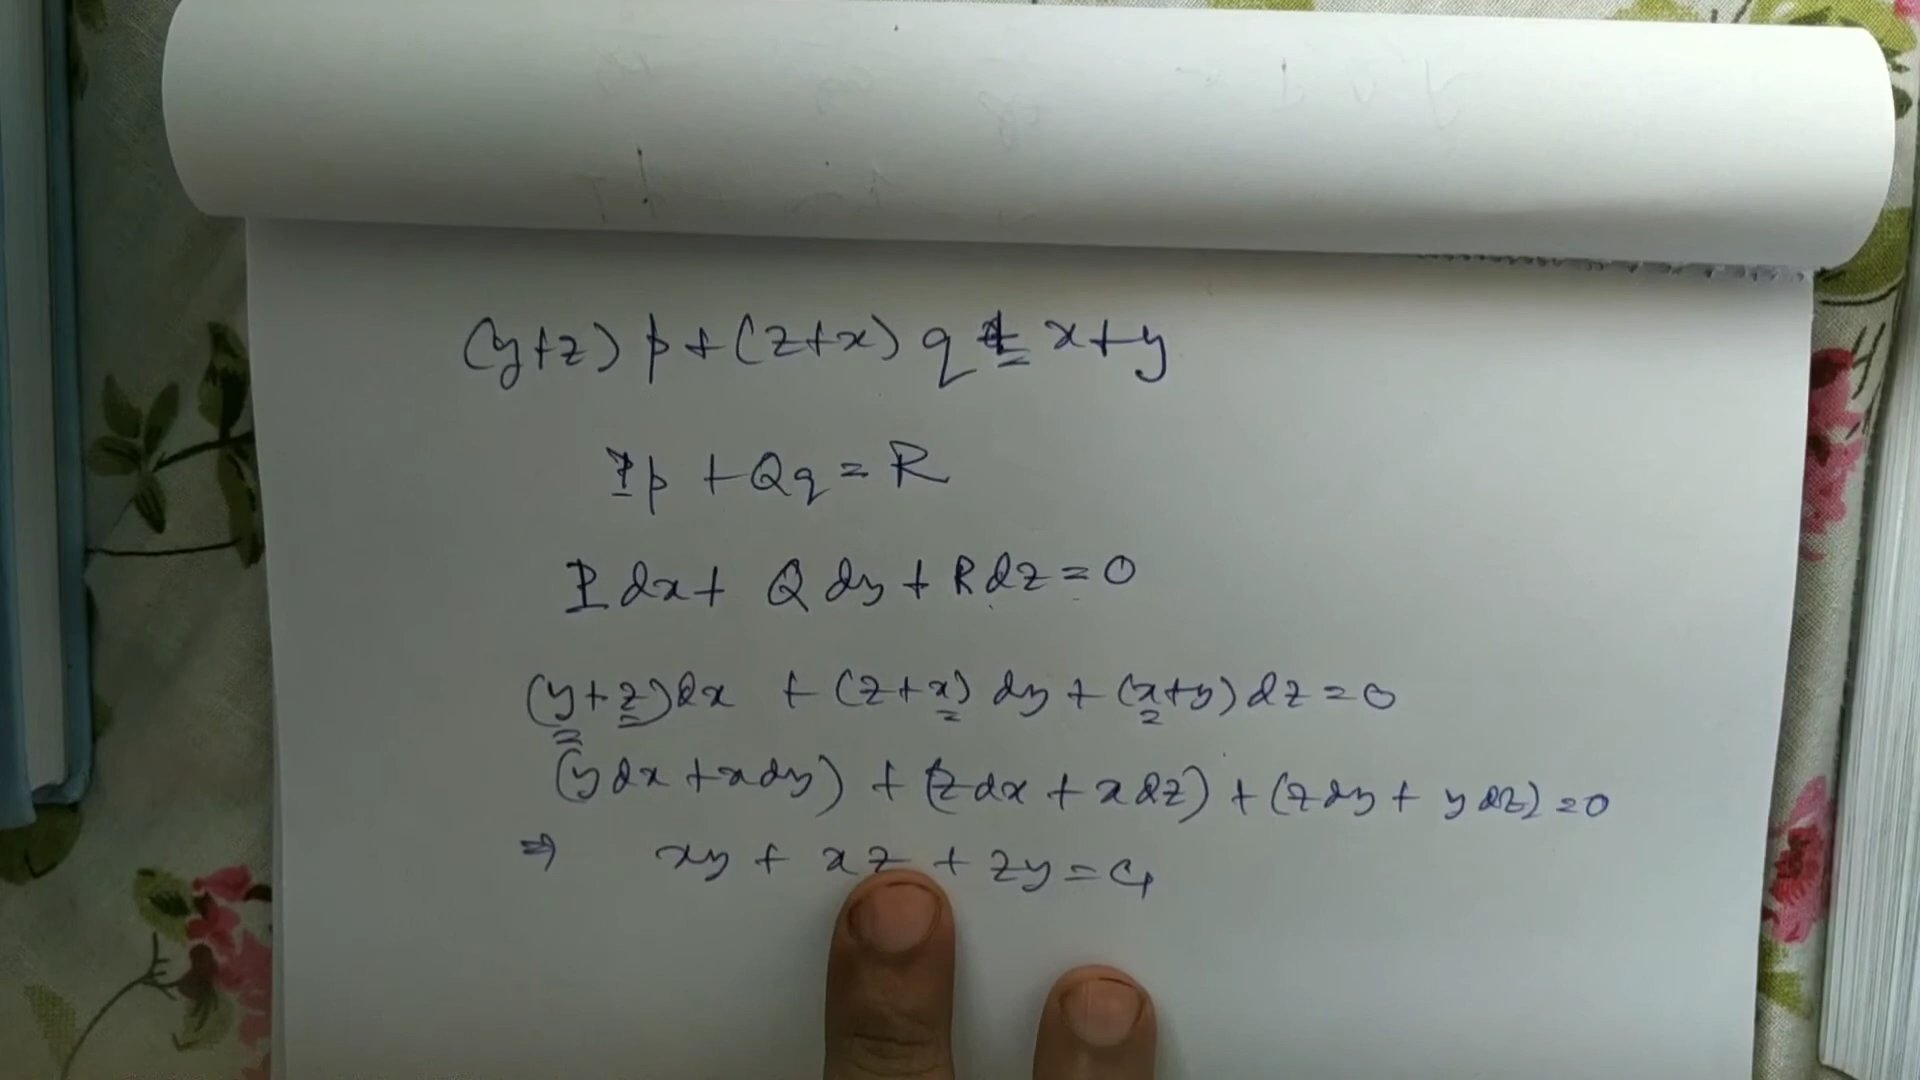 (y+z) p + (z+x) q = x+y
Pp + Qq = R
P dx + Q dy + R dz = 0
(y+z) dx + (z+x) dy + (x+y) dz = 0
(y dx + x dy) + (z dx + x dz) + (z dy + y dz) = 0
⇒ xy + xz + zy = c₁